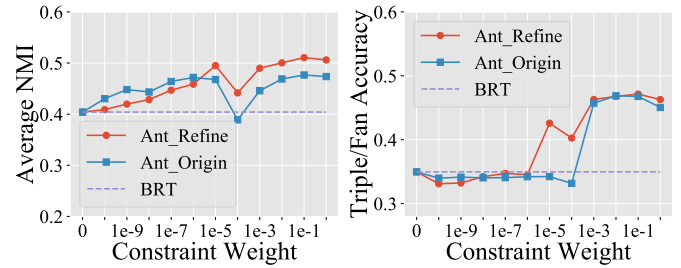 Average NMI
0.6
0.5
0.4
0.3
0.2
Ant_Refine
Ant_Origin
BRT
0 1e-9 1e-7 1e-5 1e-3 1e-1
Constraint Weight
Triple/Fan Accuracy
0.6
0.5
0.4
0.3
Ant_Refine
Ant_Origin
BRT
0 1e-9 1e-7 1e-5 1e-3 1e-1
Constraint Weight